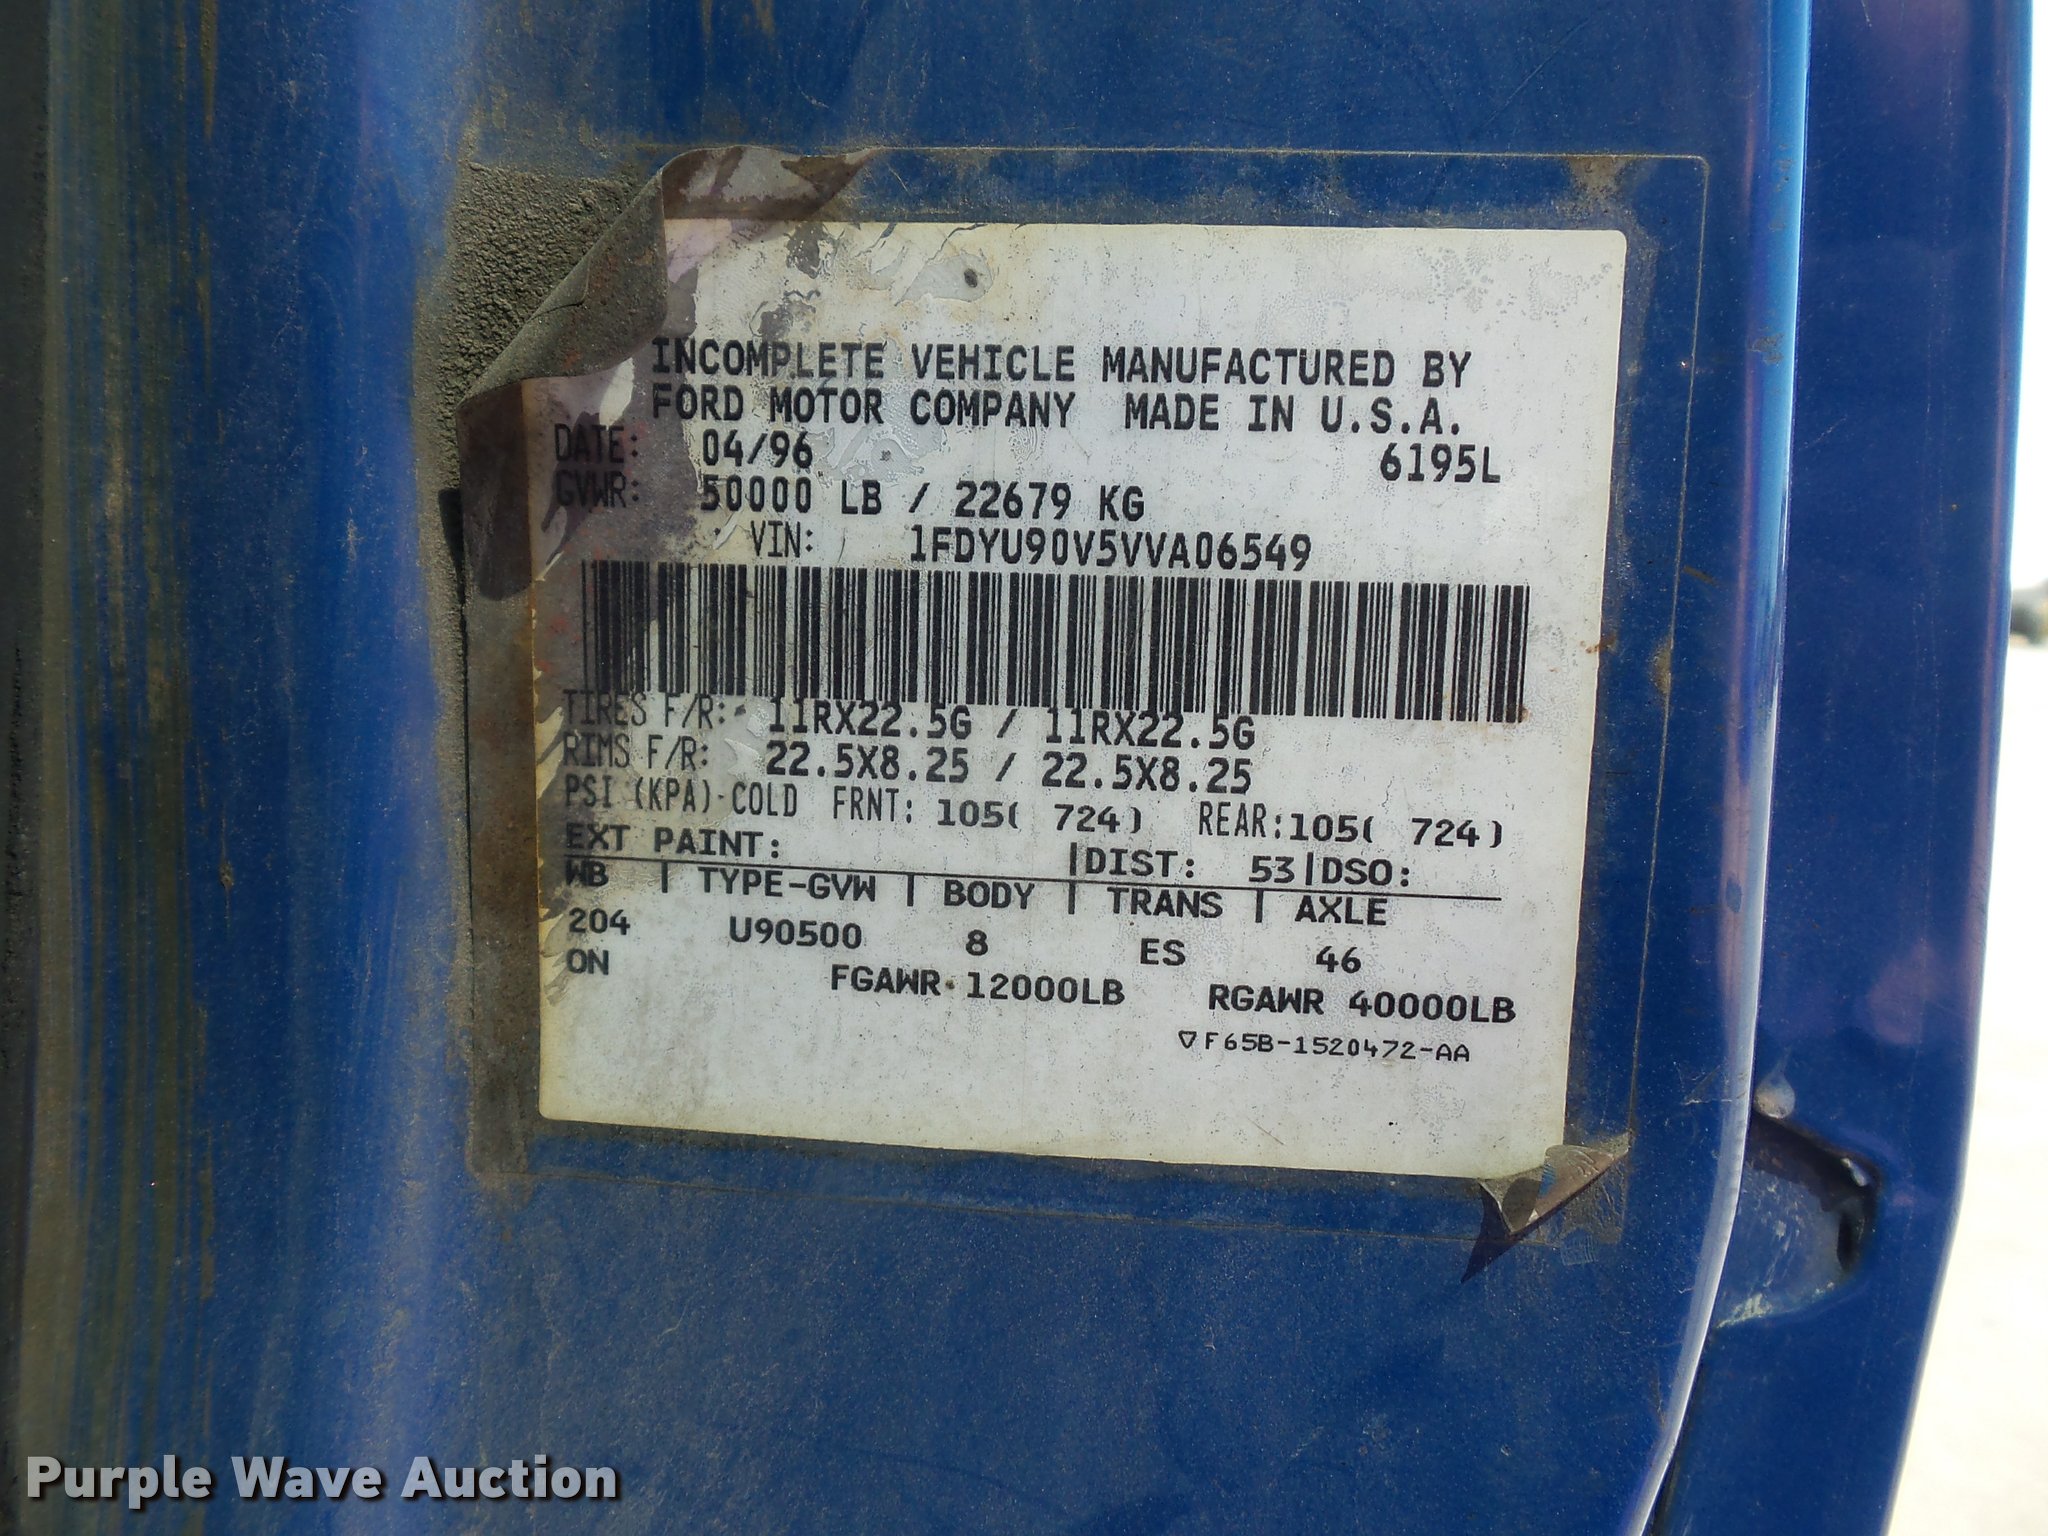 INCOMPLETE VEHICLE MANUFACTURED BY
FORD MOTOR COMPANY MADE IN U.S.A.
DATE: 04/96 6195L
GVWR: 50000 LB / 22679 KG
VIN: 1FDYU90V5VVA06549
TIRES F/R: 11RX22.5G / 11RX22.5G
RIMS F/R: 22.5X8.25 / 22.5X8.25
PSI (KPA) COLD FRNT: 105( 724) REAR: 105( 724)
EXT PAINT: |DIST: 53|DSO:
WB | TYPE-GVW | BODY | TRANS | AXLE
204 U90500 8 ES 46
ON FGAWR 12000LB RGAWR 40000LB
▽F65B-1520472-AA
Purple Wave Auction